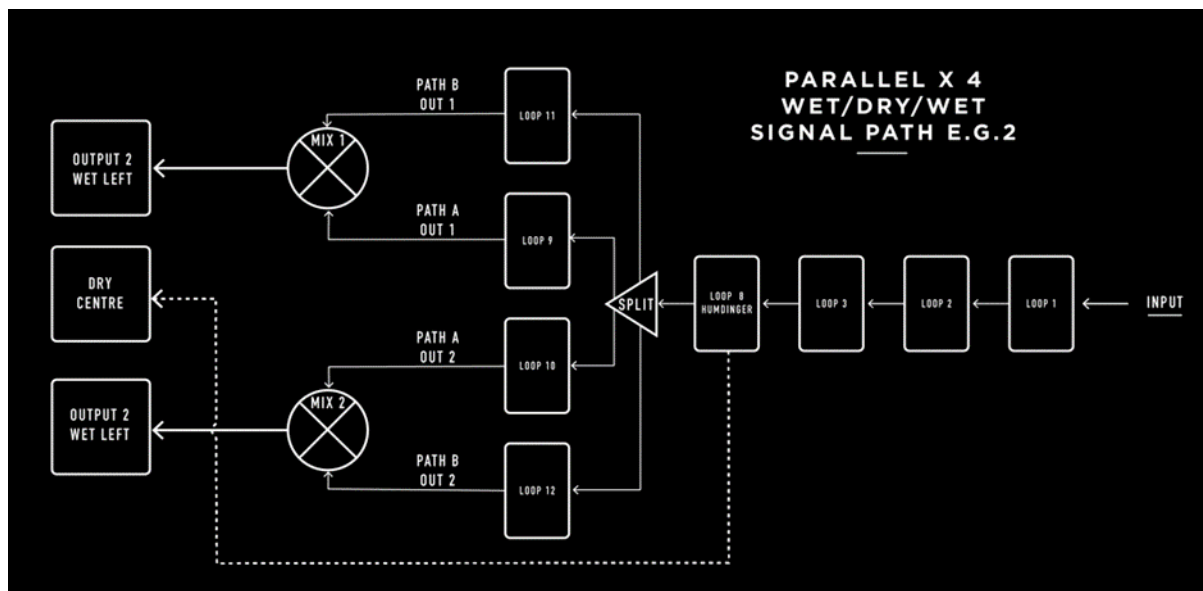 PARALLEL X 4
WET/DRY/WET
SIGNAL PATH E.G.2
PATH B
OUT 1
LOOP 11
MIX 1
OUTPUT 2
WET LEFT
PATH A
OUT 1
LOOP 9
DRY
CENTRE
SPLIT
LOOP 8
HUMDINGER
LOOP 3
LOOP 2
LOOP 1
INPUT
PATH A
OUT 2
LOOP 10
MIX 2
OUTPUT 2
WET LEFT
PATH B
OUT 2
LOOP 12